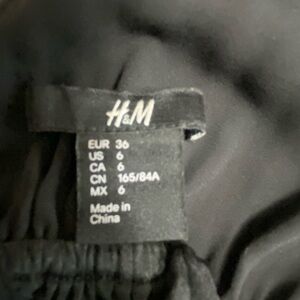 H&M
EUR 36
US 6
CA 6
CN 165/84A
MX 6
Made in
China